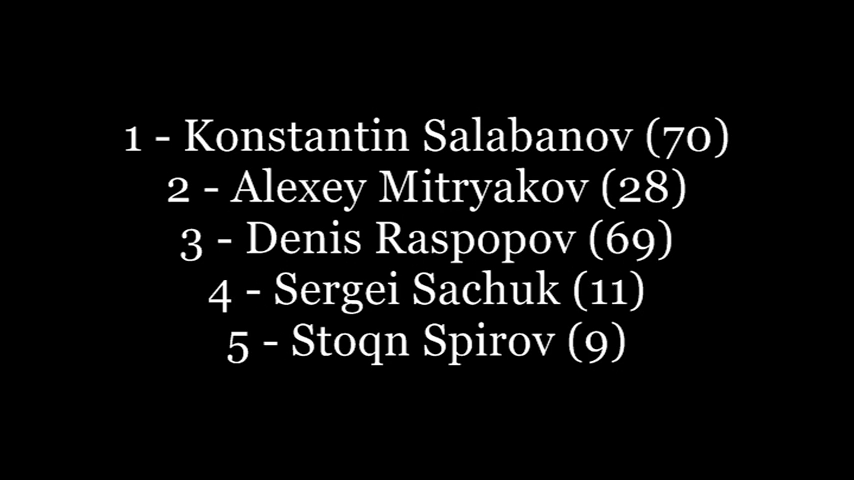 1 - Konstantin Salabanov (70)
2 - Alexey Mitryakov (28)
3 - Denis Raspopov (69)
4 - Sergei Sachuk (11)
5 - Stoqn Spirov (9)